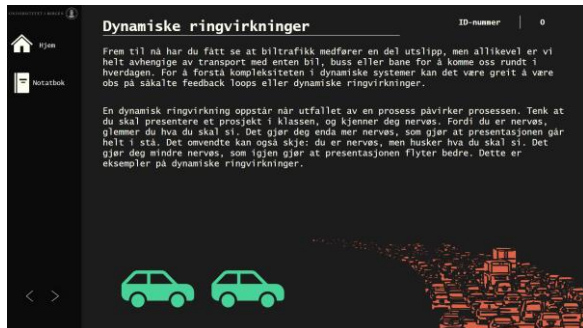 UNIVERSITETET I BERGEN
Dynamiske ringvirkninger
ID-nummer | 0
Hjem
Notatbok
Frem til nå har du fått se at biltrafikk medfører en del utslipp, men allikevel er vi
helt avhengige av transport med enten bil, buss eller bane for å komme oss rundt i
hverdagen. For å forstå kompleksiteten i dynamiske systemer kan det være greit å være
obs på såkalte feedback loops eller dynamiske ringvirkninger.
En dynamisk ringvirkning oppstår når utfallet av en prosess påvirker prosessen. Tenk at
du skal presentere et prosjekt i klassen, og kjenner deg nervøs. Fordi du er nervøs,
glemmer du hva du skal si. Det gjør deg enda mer nervøs, som gjør at presentasjonen går
helt i stå. Det omvendte kan også skje: du er nervøs, men husker hva du skal si. Det
gjør deg mindre nervøs, som igjen gjør at presentasjonen flyter bedre. Dette er
eksempler på dynamiske ringvirkninger.